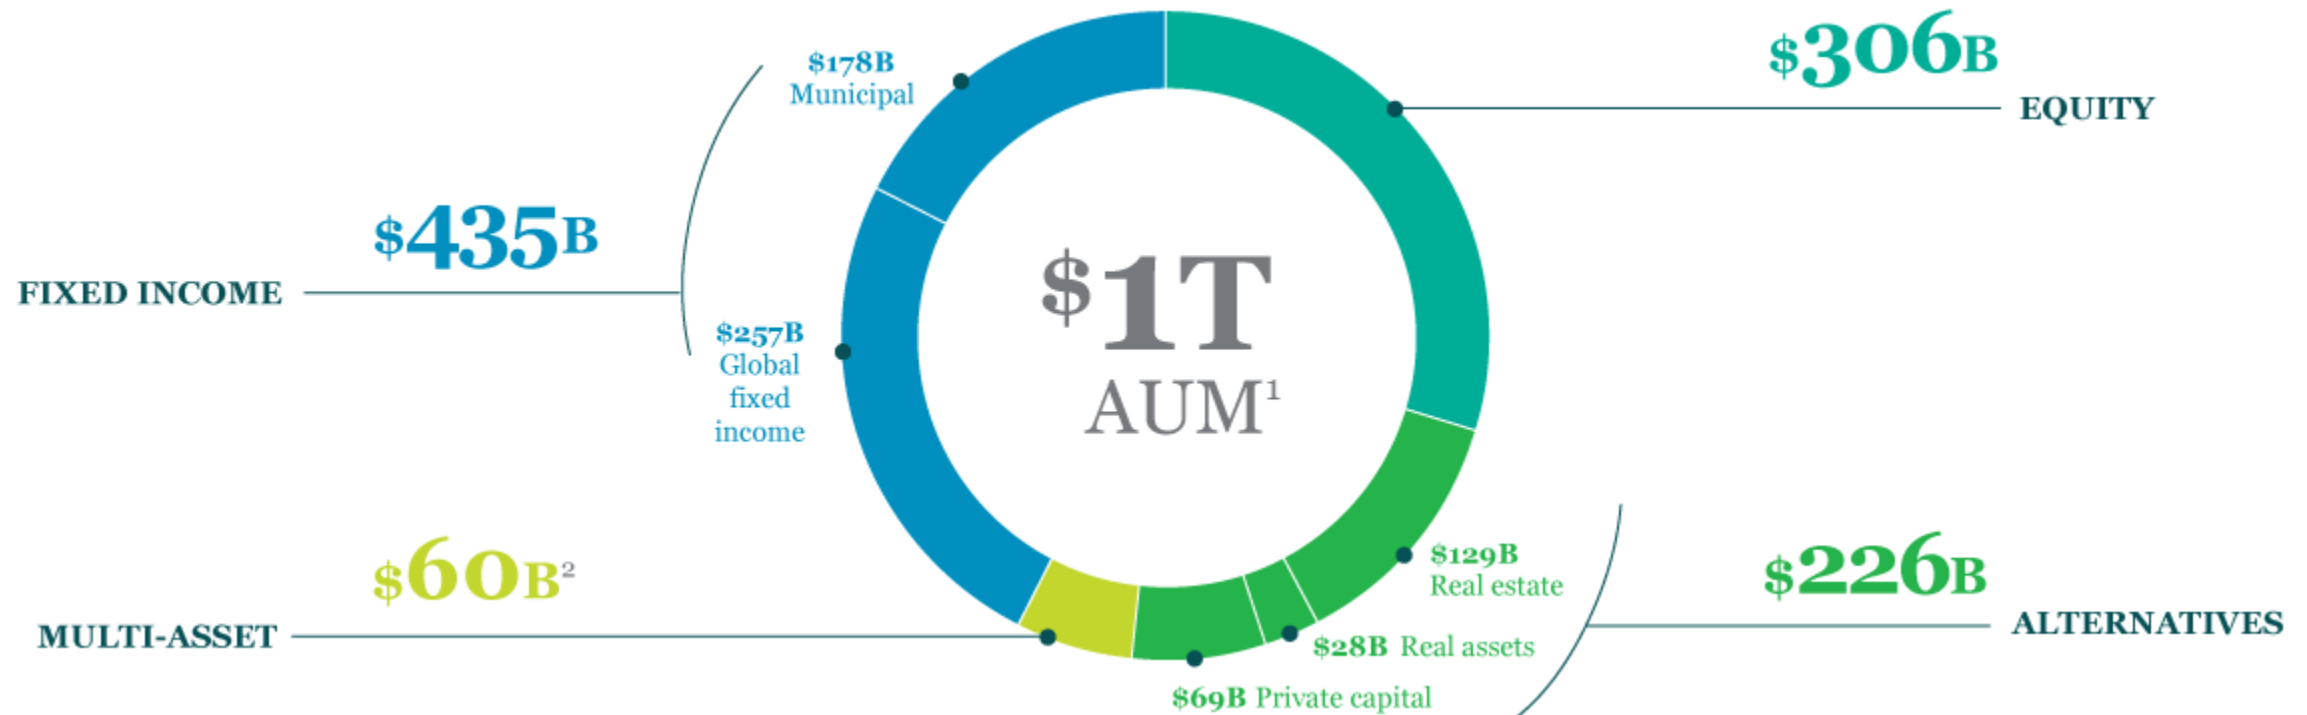 $178B
Municipal
$306B
EQUITY
$435B
FIXED INCOME
$257B
Global
fixed
income
$1T
AUM¹
$60B²
MULTI-ASSET
$129B
Real estate
$28B Real assets
$69B Private capital
$226B
ALTERNATIVES